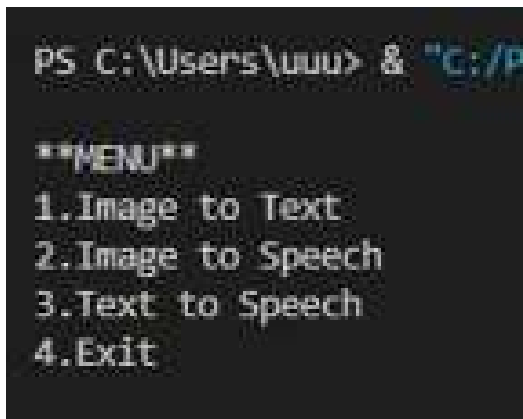 PS C:\Users\uuu> & "C:/P
**MENU**
1.Image to Text
2.Image to Speech
3.Text to Speech
4.Exit